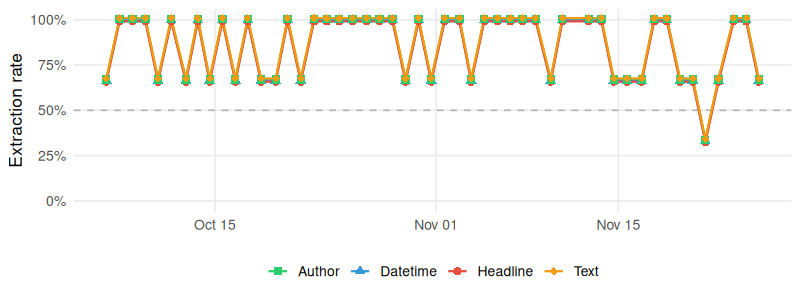 100%
75%
50%
25%
0%
Extraction rate
Oct 15 Nov 01 Nov 15
Author Datetime Headline Text